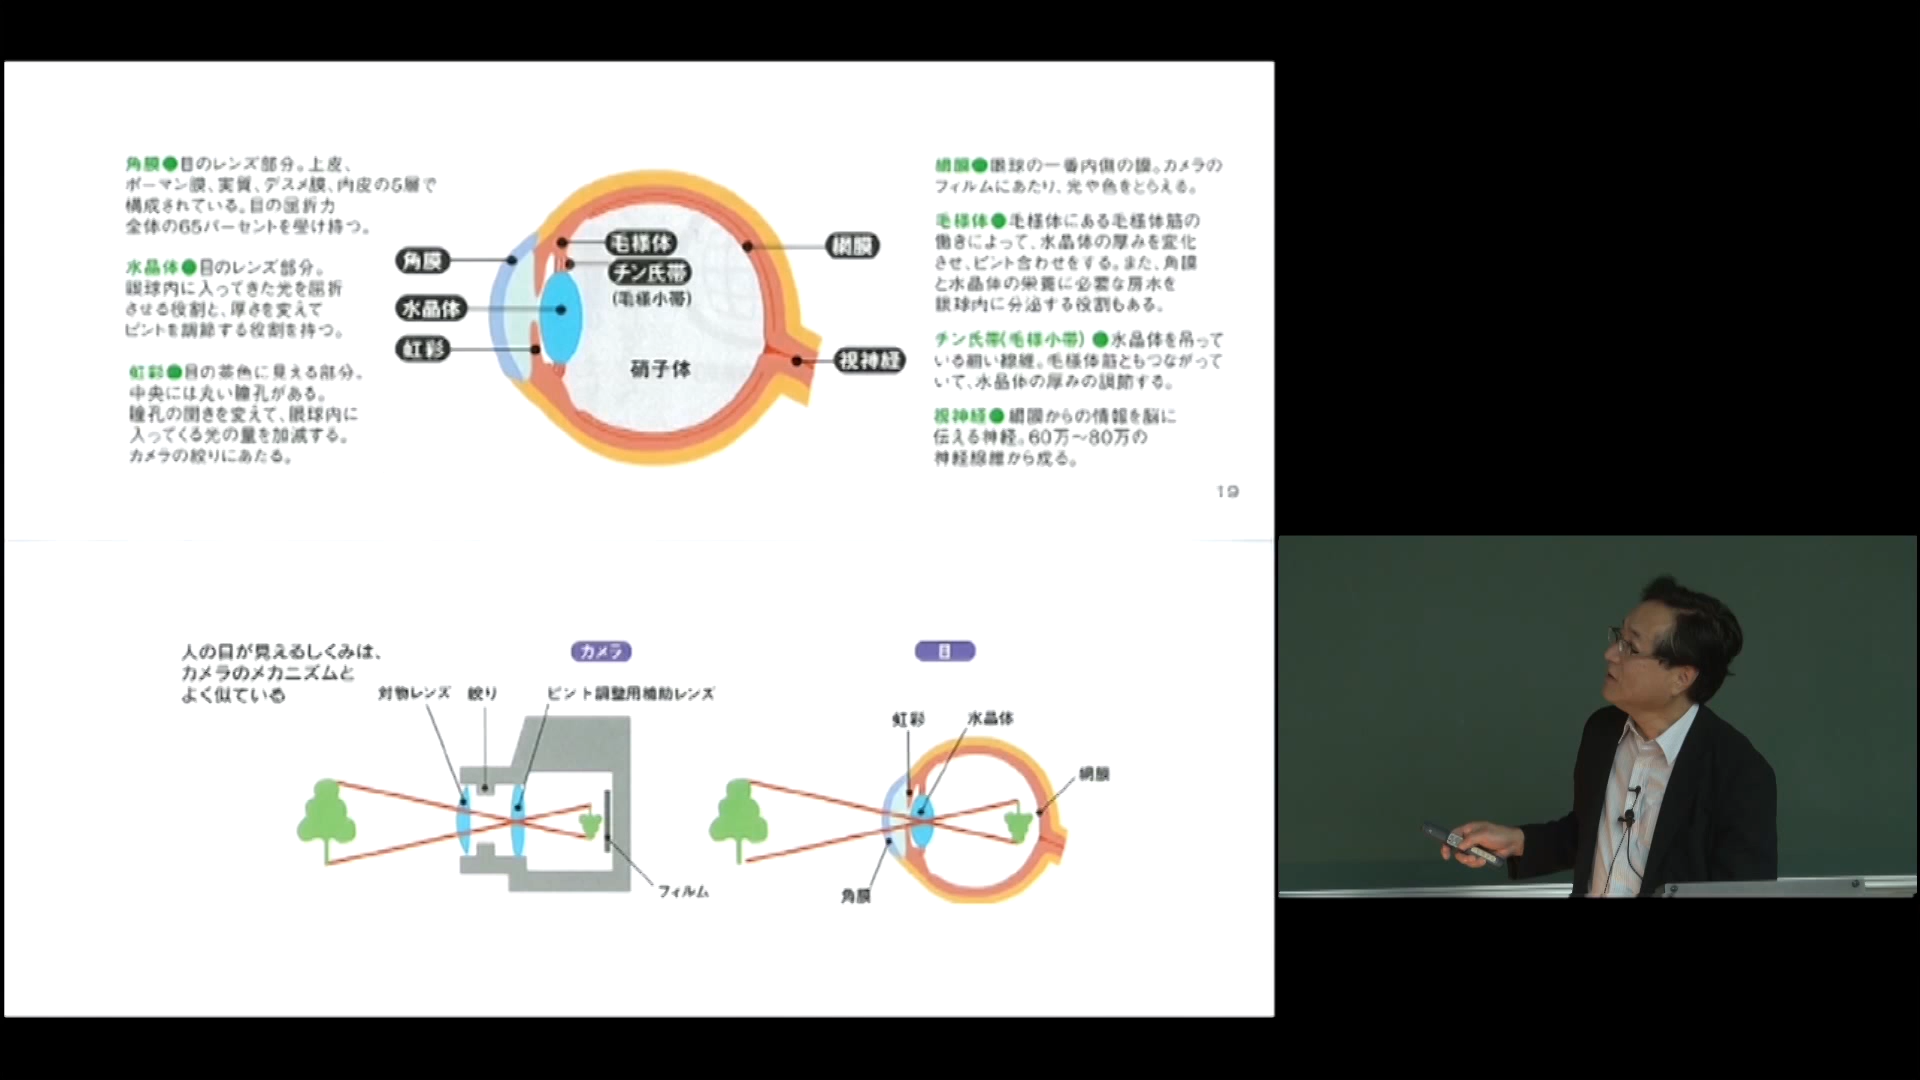 角膜●目のレンズ部分。上皮、
ボーマン膜、実質、デスメ膜、内皮の5層で
構成されている。目の屈折力
全体の65パーセントを受け持つ。
水晶体●目のレンズ部分。
眼球内に入ってきた光を屈折
させる役割と、厚さを変えて
ピントを調節する役割を持つ。
虹彩●目の茶色に見える部分。
中央には丸い瞳孔がある。
瞳孔の開きを変えて、眼球内に
入ってくる光の量を加減する。
カメラの絞りにあたる。
角膜
水晶体
虹彩
毛様体
チン氏帯
(毛様小帯)
硝子体
網膜
視神経
網膜●眼球の一番内側の膜。カメラの
フィルムにあたり、光や色をとらえる。
毛様体●毛様体にある毛様体筋の
働きによって、水晶体の厚みを変化
させ、ピント合わせをする。また、角膜
と水晶体の栄養に必要な房水を
眼球内に分泌する役割もある。
チン氏帯(毛様小帯)●水晶体を吊って
いる細い線維。毛様体筋ともつながって
いて、水晶体の厚みの調節する。
視神経●網膜からの情報を脳に
伝える神経。60万〜80万の
神経線維から成る。
19
人の目が見えるしくみは、
カメラのメカニズムと
よく似ている
カメラ
対物レンズ 絞り ピント調整用補助レンズ
フィルム
目
虹彩 水晶体
網膜
角膜